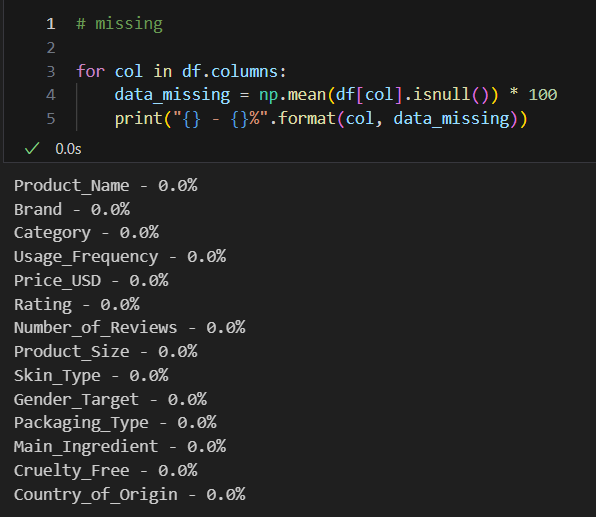 1 # missing
2
3 for col in df.columns:
4     data_missing = np.mean(df[col].isnull()) * 100
5     print("{} - {}%".format(col, data_missing))
✓ 0.0s
Product_Name - 0.0%
Brand - 0.0%
Category - 0.0%
Usage_Frequency - 0.0%
Price_USD - 0.0%
Rating - 0.0%
Number_of_Reviews - 0.0%
Product_Size - 0.0%
Skin_Type - 0.0%
Gender_Target - 0.0%
Packaging_Type - 0.0%
Main_Ingredient - 0.0%
Cruelty_Free - 0.0%
Country_of_Origin - 0.0%